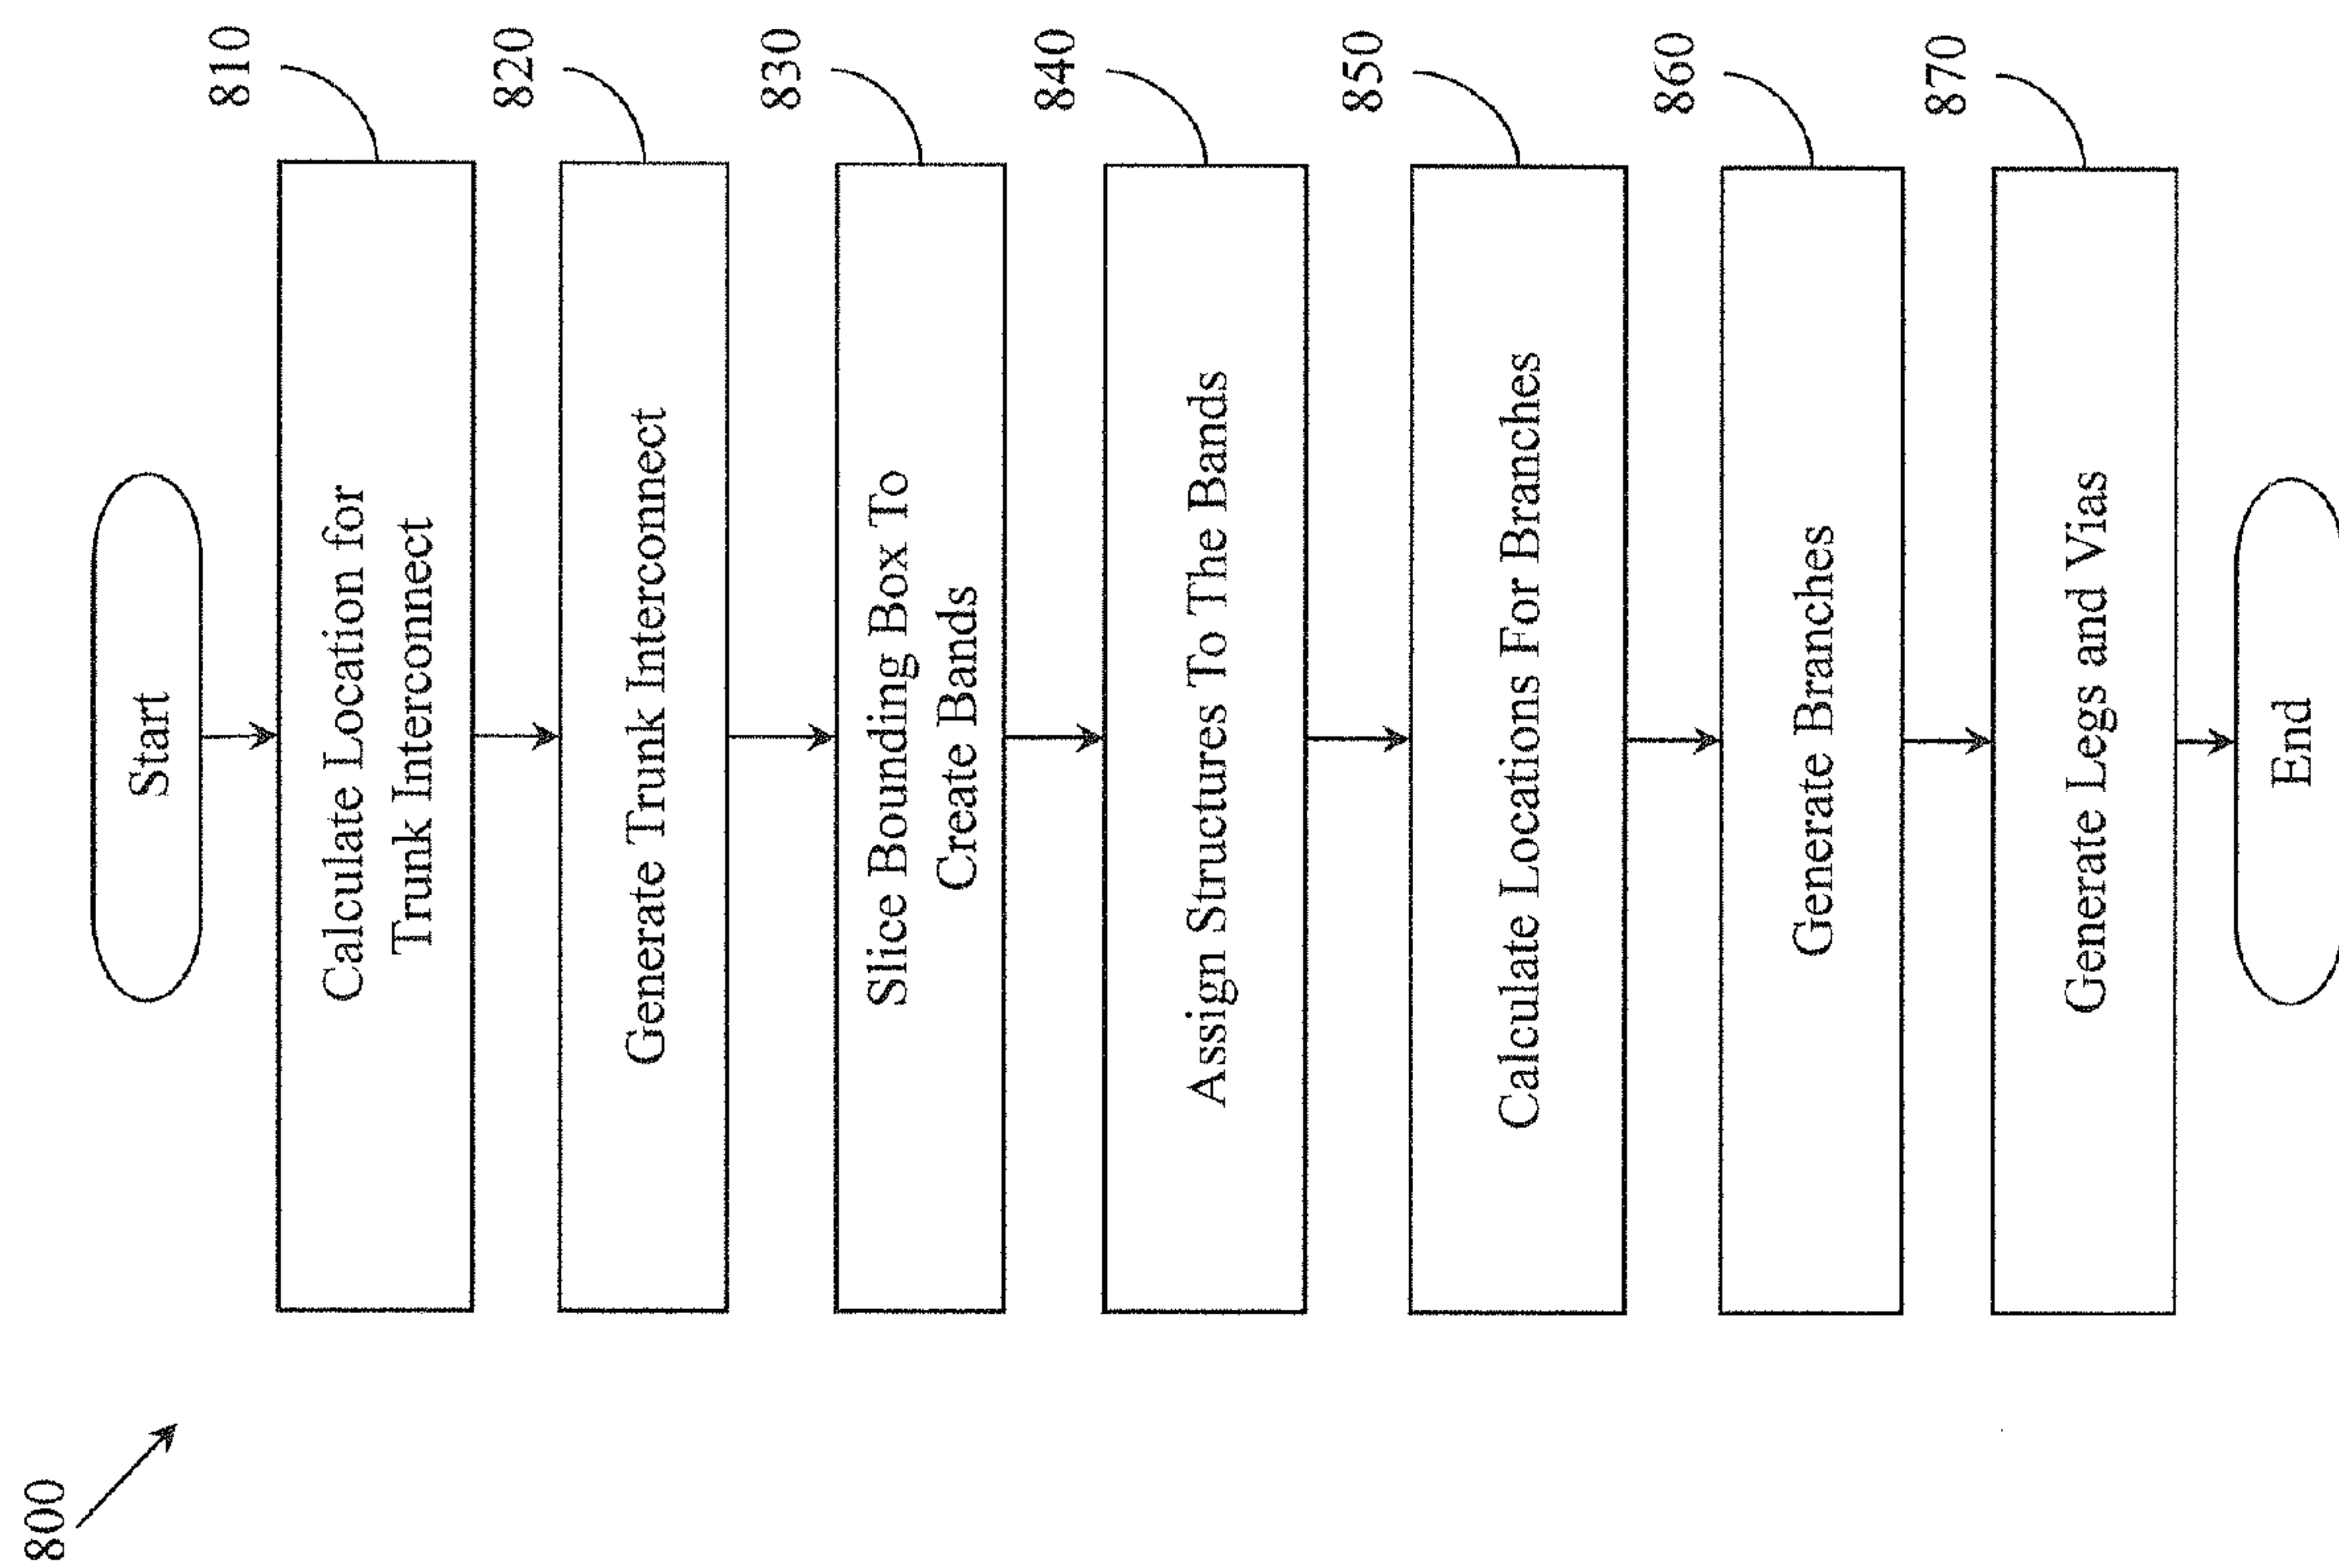 800
Start
810
Calculate Location for
Trunk Interconnect
820
Generate Trunk Interconnect
830
Slice Bounding Box To
Create Bands
840
Assign Structures To The Bands
850
Calculate Locations For Branches
860
Generate Branches
870
Generate Legs and Vias
End